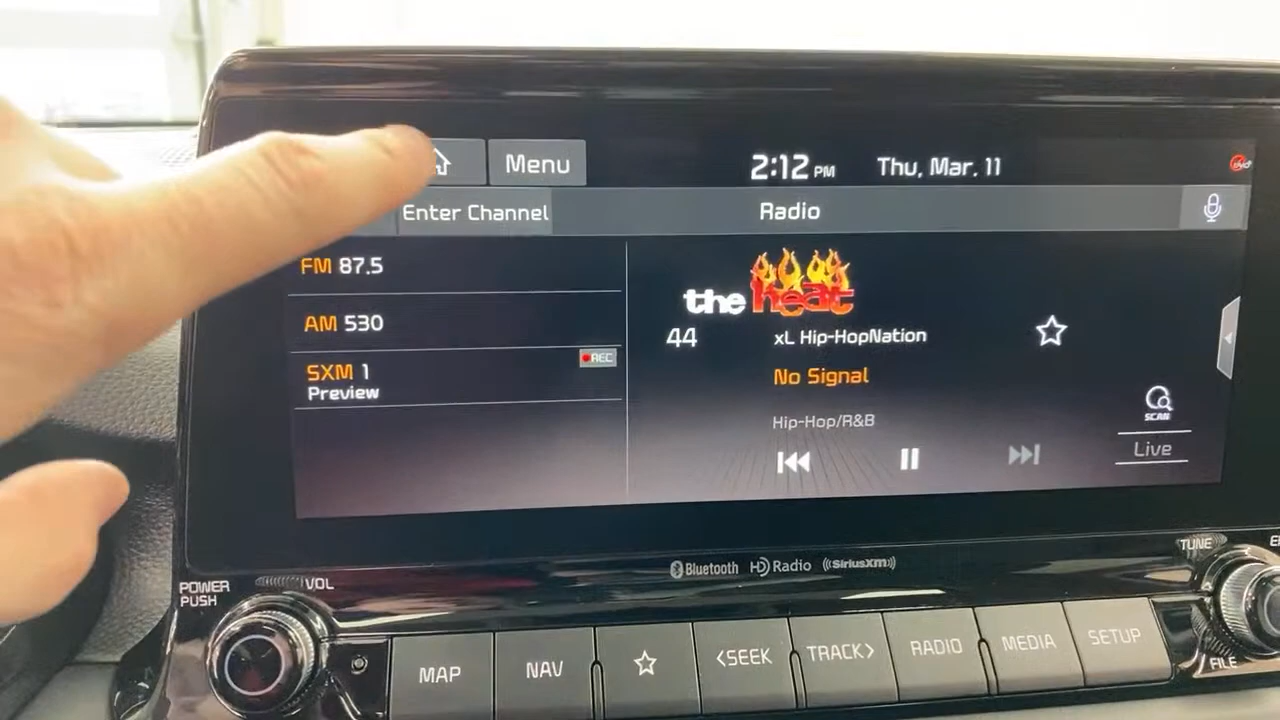 Menu
2:12 PM
Thu, Mar. 11
Enter Channel
Radio
FM 87.5
AM 530
SXM 1
Preview
REC
the heat
44
xL Hip-HopNation
No Signal
Hip-Hop/R&B
SCAN
Live
Bluetooth
HD Radio
((SiriusXM))
POWER
PUSH
VOL
TUNE
FILE
MAP
NAV
<SEEK
TRACK>
RADIO
MEDIA
SETUP